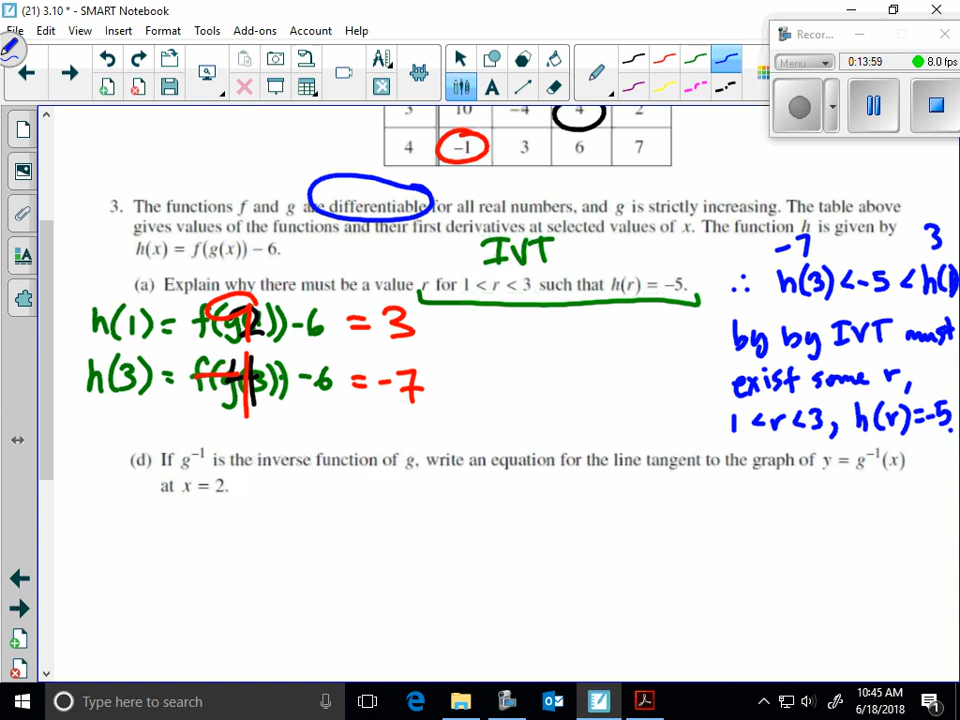 (21) 3.10 * - SMART Notebook
File Edit View Insert Format Tools Add-ons Account Help
Recor...
Menu 0:13:59 8.0 fps
3 10 -4 4 2
4 -1 3 6 7
3. The functions f and g are differentiable for all real numbers, and g is strictly increasing. The table above
gives values of the functions and their first derivatives at selected values of x. The function h is given by
h(x) = f(g(x)) – 6.
IVT
-7 3
(a) Explain why there must be a value r for 1 < r < 3 such that h(r) = –5.
∴ h(3) < -5 < h(1)
h(1) = f(g(1)) - 6 = 3
by by IVT must
h(3) = f(g(3)) - 6 = -7
exist some r,
1 < r < 3, h(r) = -5.
(d) If g⁻¹ is the inverse function of g, write an equation for the line tangent to the graph of y = g⁻¹(x)
at x = 2.
Type here to search
10:45 AM
6/18/2018
1